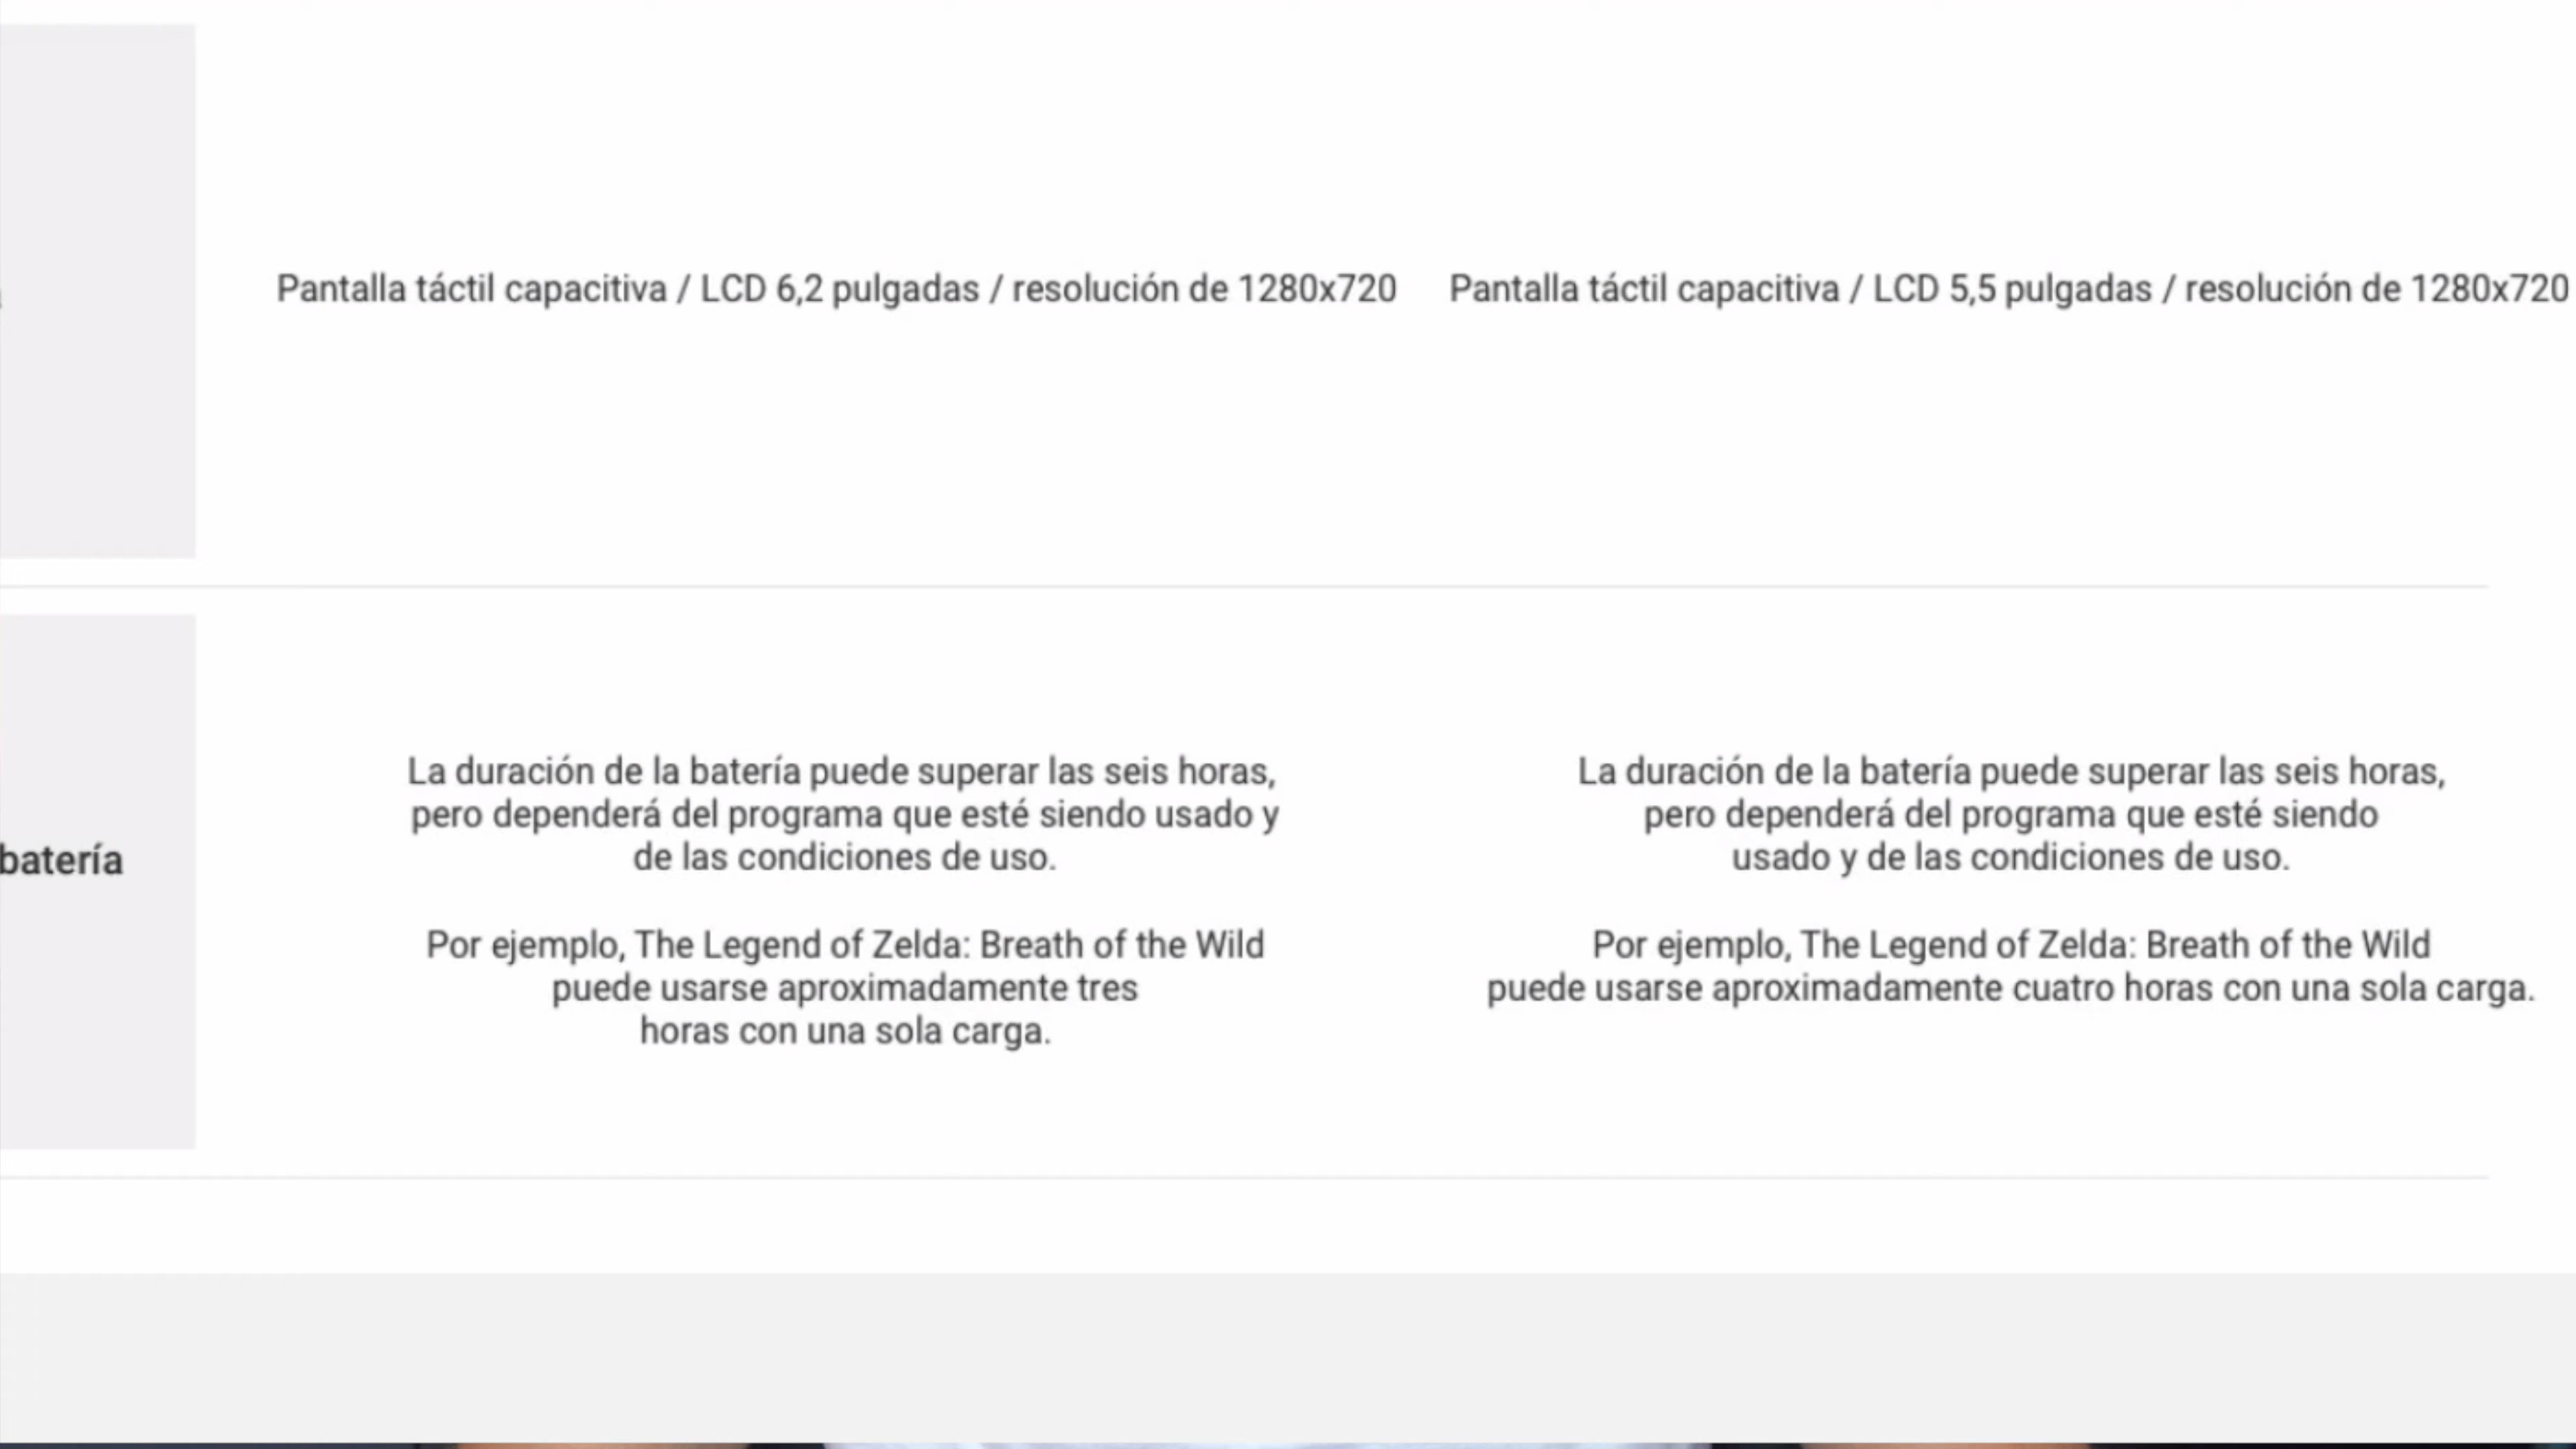 Pantalla táctil capacitiva / LCD 6,2 pulgadas / resolución de 1280x720
Pantalla táctil capacitiva / LCD 5,5 pulgadas / resolución de 1280x720
batería
La duración de la batería puede superar las seis horas,
pero dependerá del programa que esté siendo usado y
de las condiciones de uso.
Por ejemplo, The Legend of Zelda: Breath of the Wild
puede usarse aproximadamente tres
horas con una sola carga.
La duración de la batería puede superar las seis horas,
pero dependerá del programa que esté siendo
usado y de las condiciones de uso.
Por ejemplo, The Legend of Zelda: Breath of the Wild
puede usarse aproximadamente cuatro horas con una sola carga.